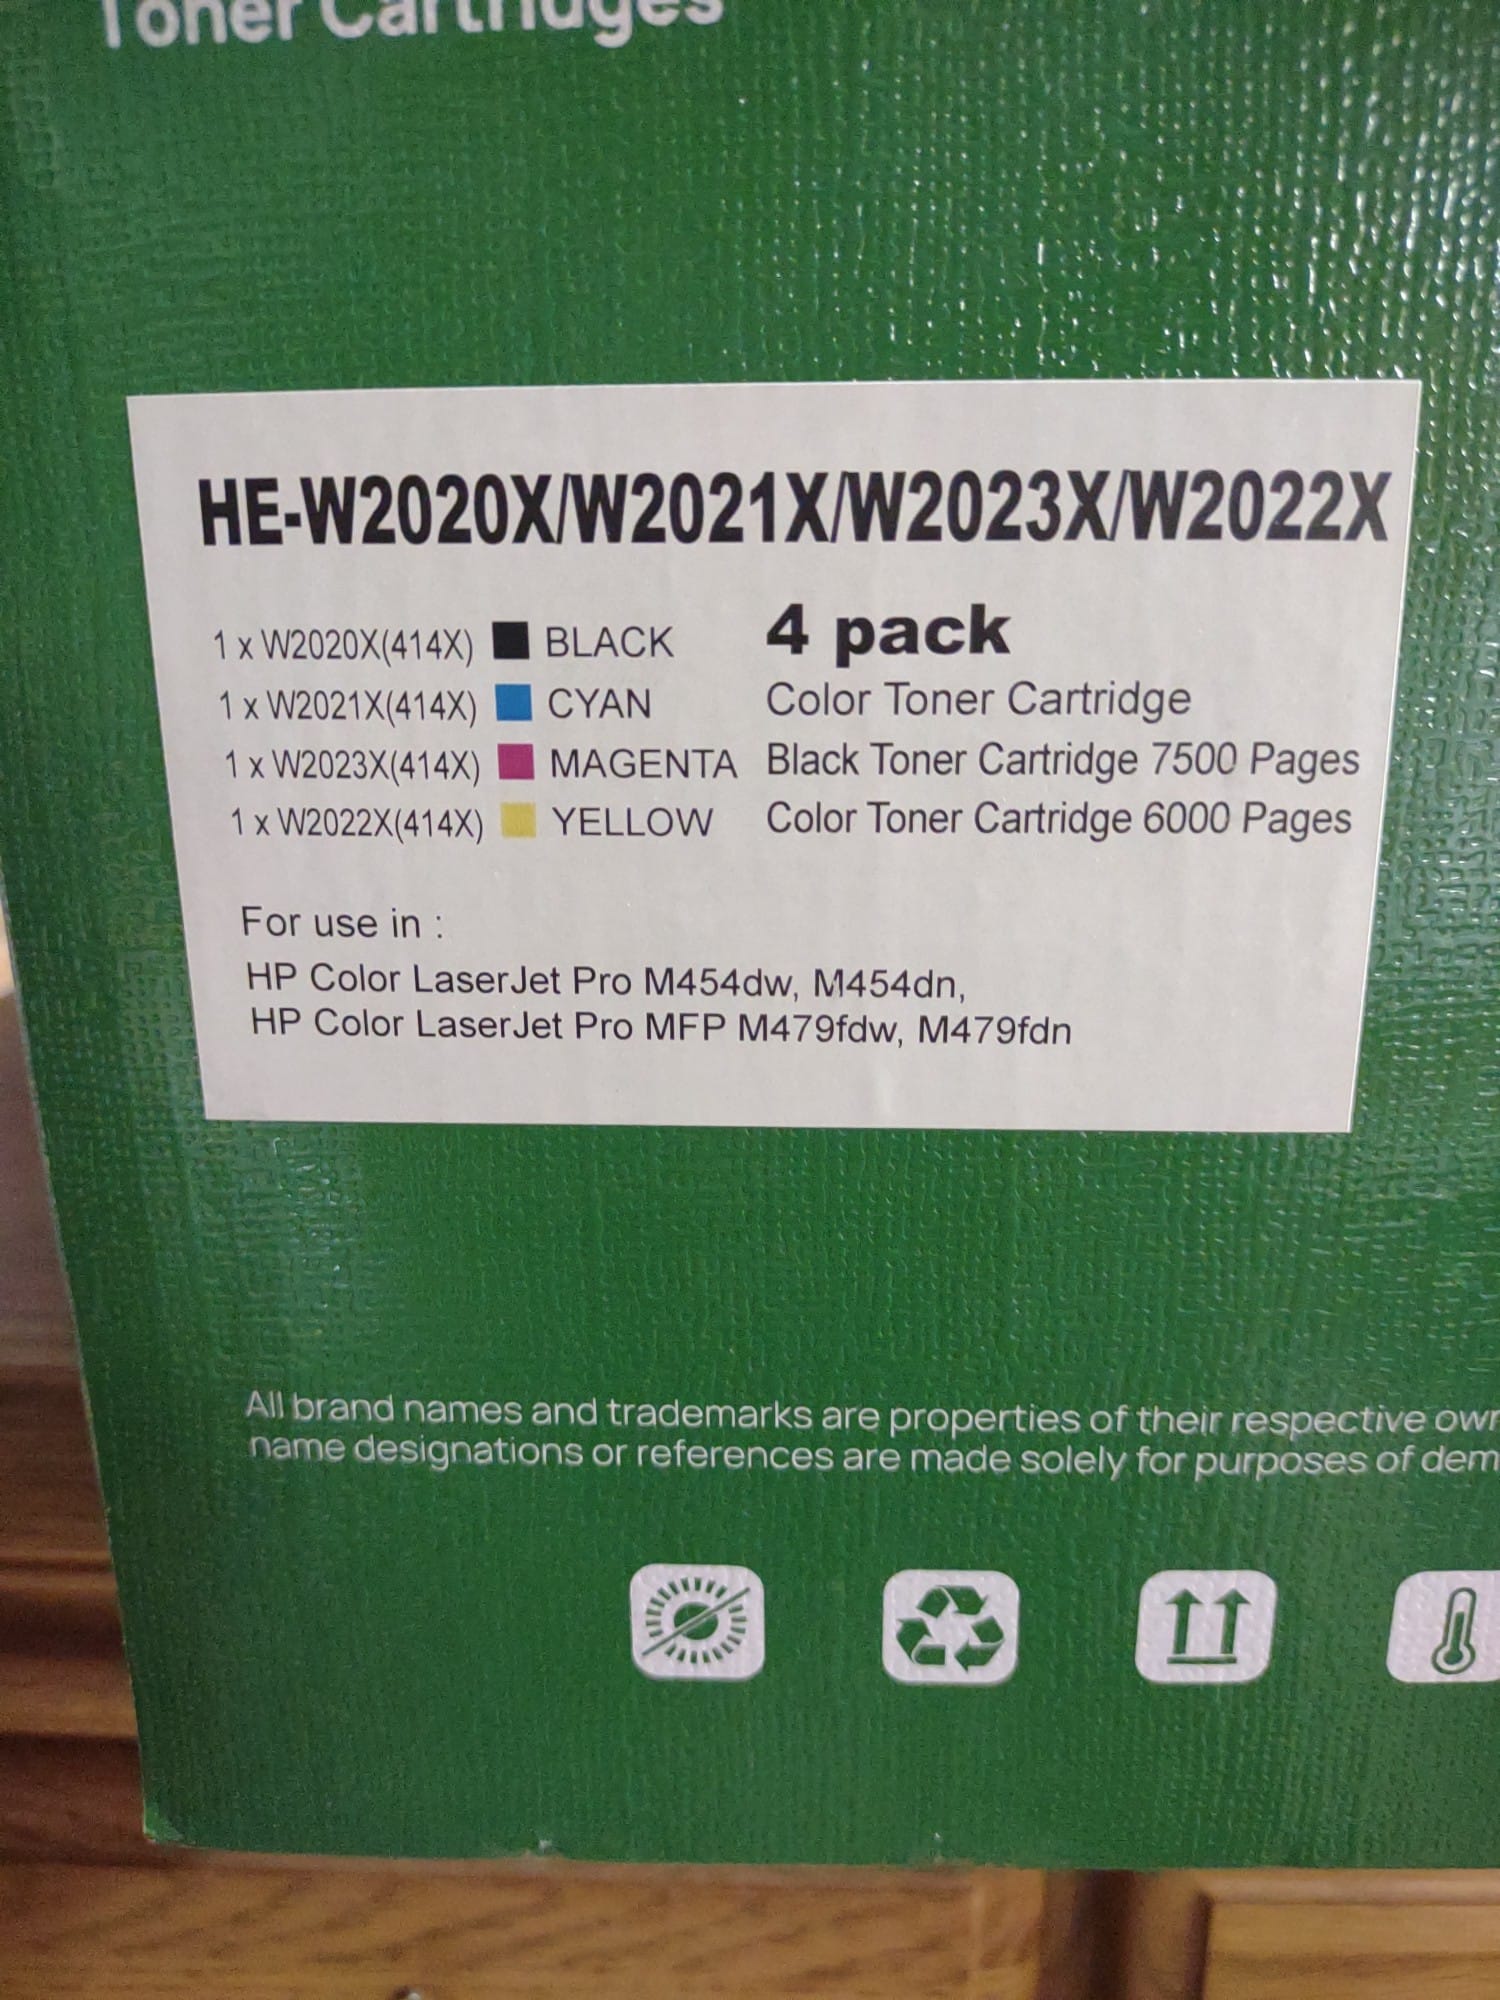 Toner Cartridges
HE-W2020X/W2021X/W2023X/W2022X
1 x W2020X(414X) BLACK
1 x W2021X(414X) CYAN
1 x W2023X(414X) MAGENTA
1 x W2022X(414X) YELLOW
4 pack
Color Toner Cartridge
Black Toner Cartridge 7500 Pages
Color Toner Cartridge 6000 Pages
For use in :
HP Color LaserJet Pro M454dw, M454dn,
HP Color LaserJet Pro MFP M479fdw, M479fdn
All brand names and trademarks are properties of their respective
name designations or references are made solely for purposes of